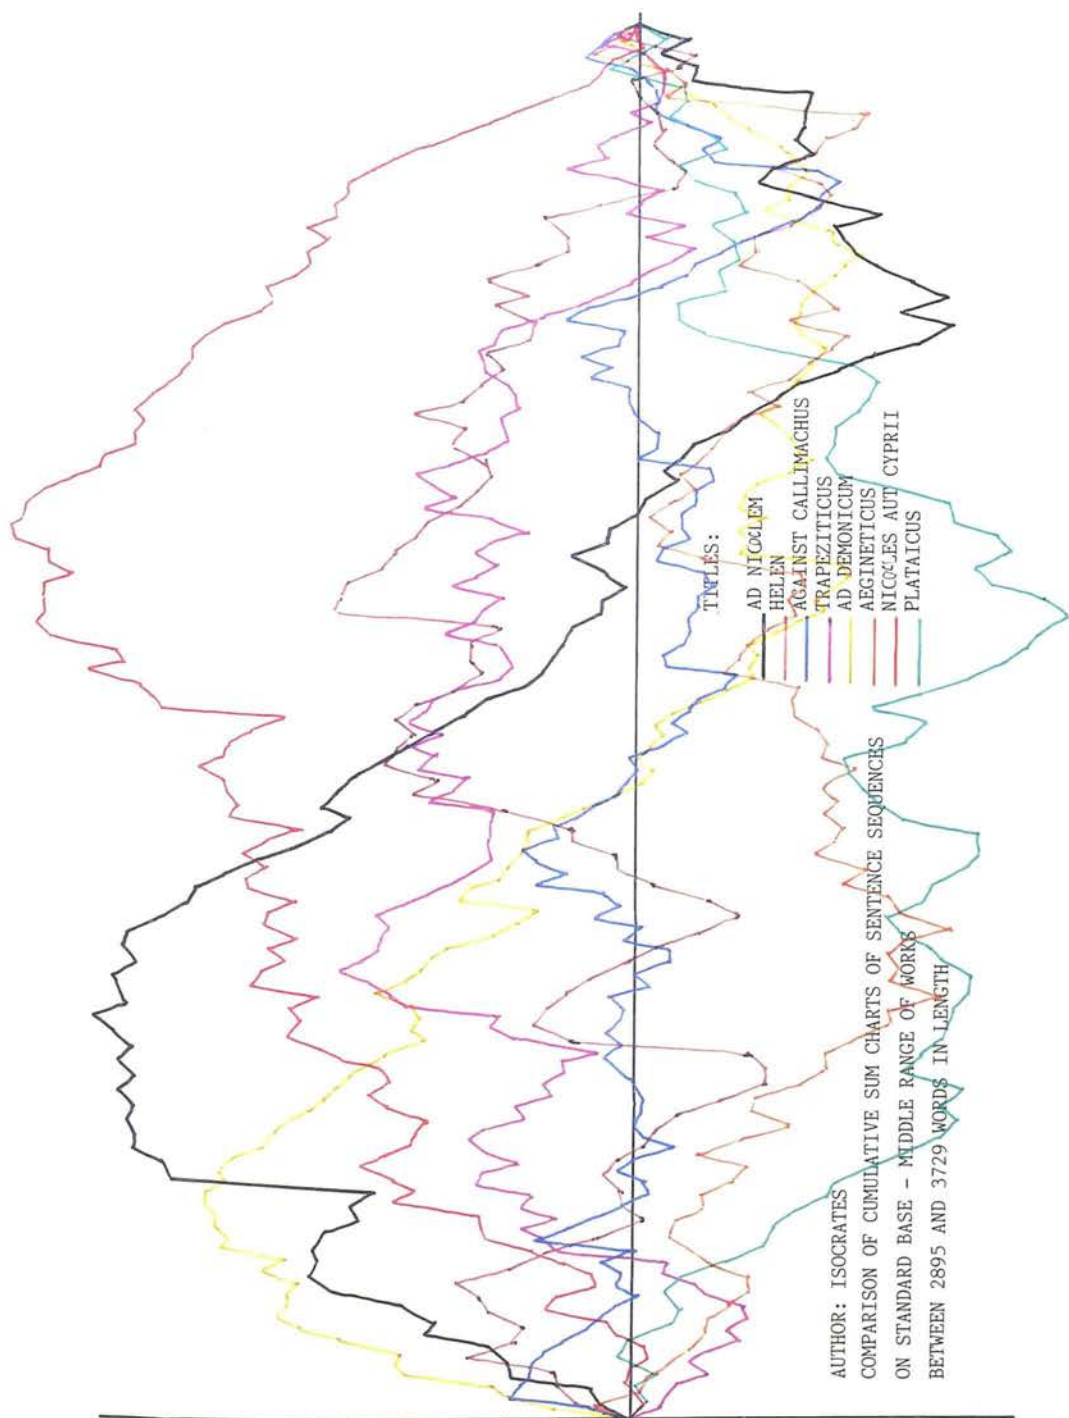 TITLES:
AD NICOCLEM
HELEN
AGAINST CALLIMACHUS
TRAPEZITICUS
AD DEMONICUM
AEGINETICUS
NICOCLES AUT CYPRII
PLATAICUS
AUTHOR: ISOCRATES
COMPARISON OF CUMULATIVE SUM CHARTS OF SENTENCE SEQUENCES
ON STANDARD BASE - MIDDLE RANGE OF WORKS
BETWEEN 2895 AND 3729 WORDS IN LENGTH